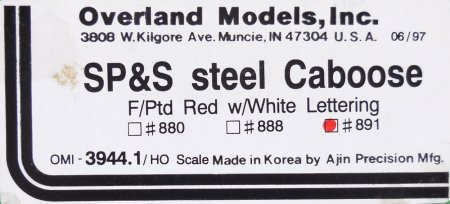 Overland Models, Inc.
3808 W. Kilgore Ave. Muncie, IN 47304 U.S.A. 06/97
SP&S steel Caboose
F/Ptd Red w/White Lettering
□ #880 □ #888 ■ #891
OMI - 3944.1 / HO Scale Made in Korea by Ajin Precision Mfg.